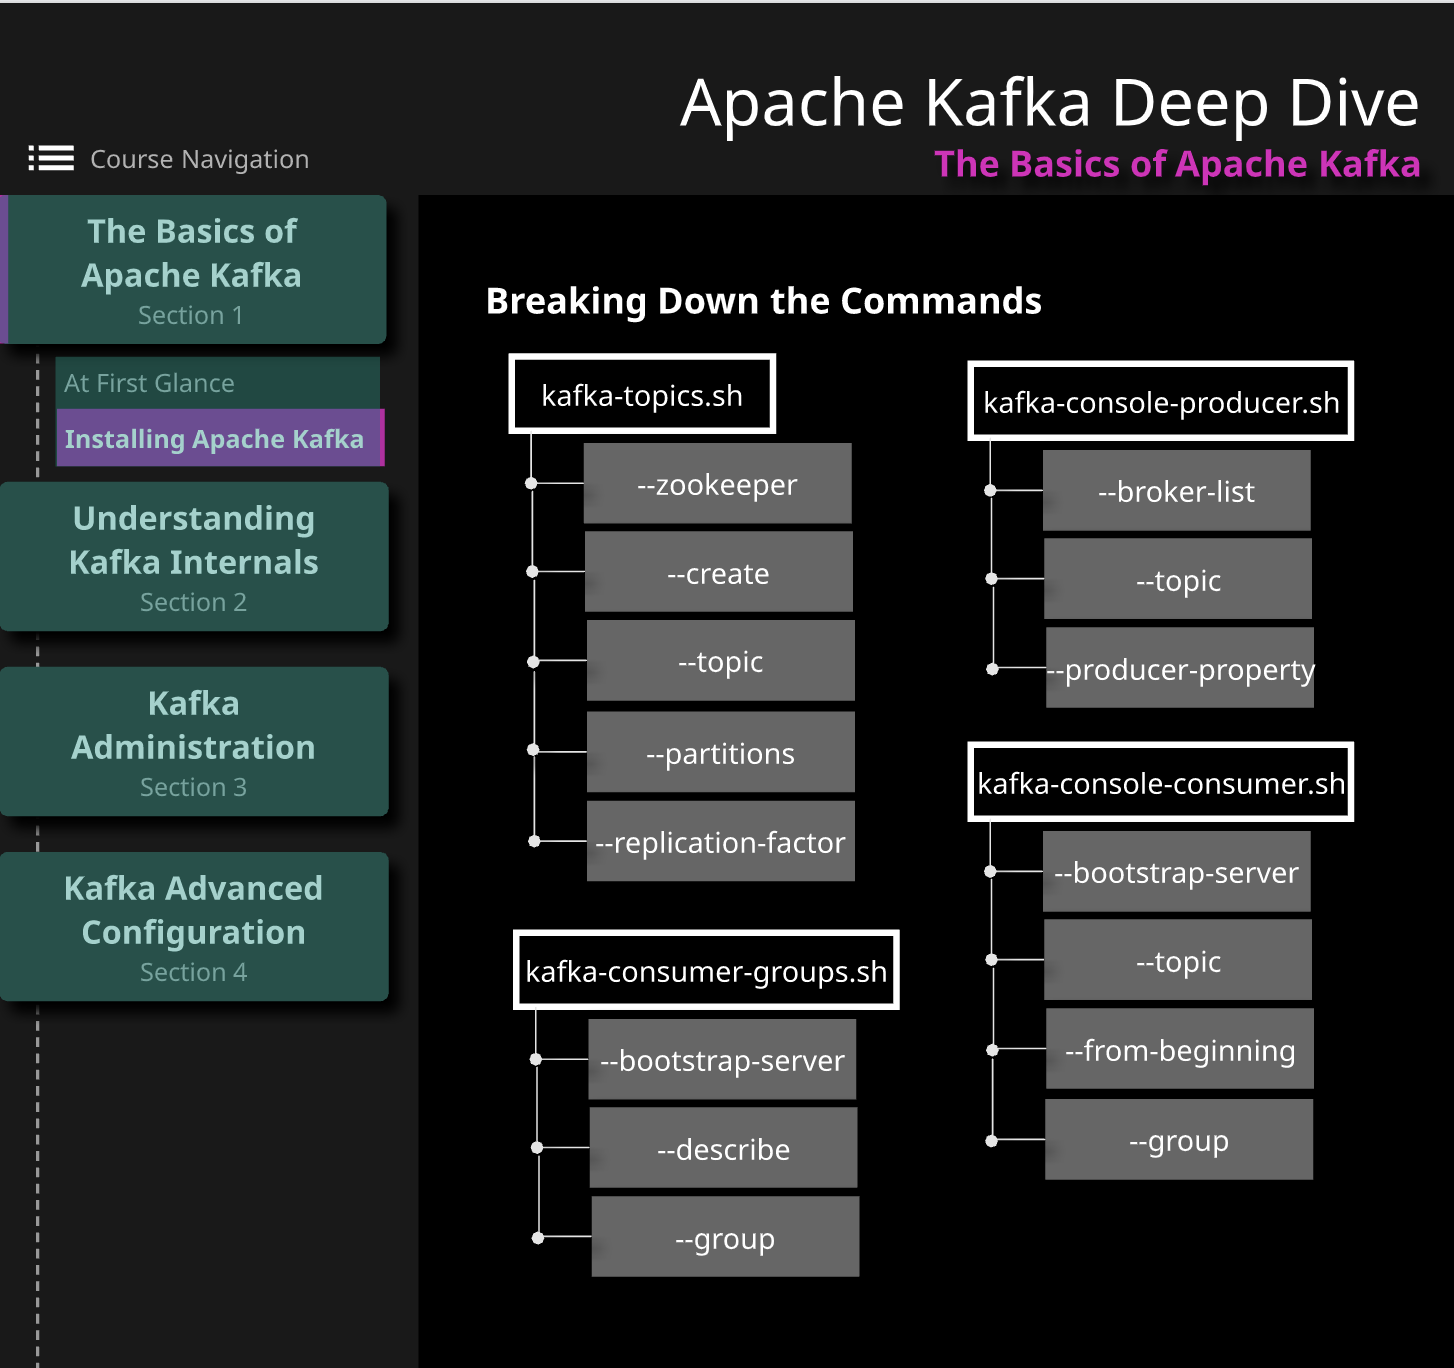 Apache Kafka Deep Dive
The Basics of Apache Kafka
Course Navigation
The Basics of
Apache Kafka
Section 1
At First Glance
Installing Apache Kafka
Understanding
Kafka Internals
Section 2
Kafka
Administration
Section 3
Kafka Advanced
Configuration
Section 4
Breaking Down the Commands
kafka-topics.sh
--zookeeper
--create
--topic
--partitions
--replication-factor
kafka-consumer-groups.sh
--bootstrap-server
--describe
--group
kafka-console-producer.sh
--broker-list
--topic
--producer-property
kafka-console-consumer.sh
--bootstrap-server
--topic
--from-beginning
--group